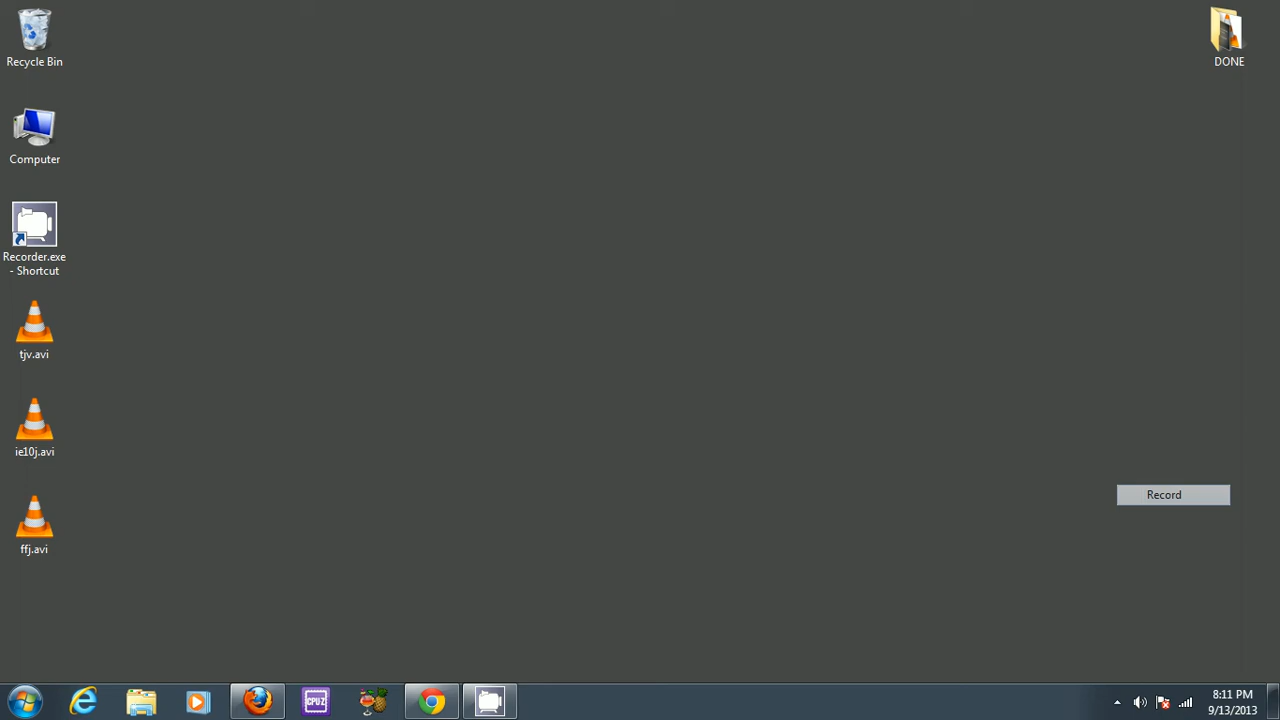 Recycle Bin
DONE
Computer
Recorder.exe
- Shortcut
tjv.avi
ie10j.avi
Record
ffj.avi
CPU Z
8:11 PM
9/13/2013